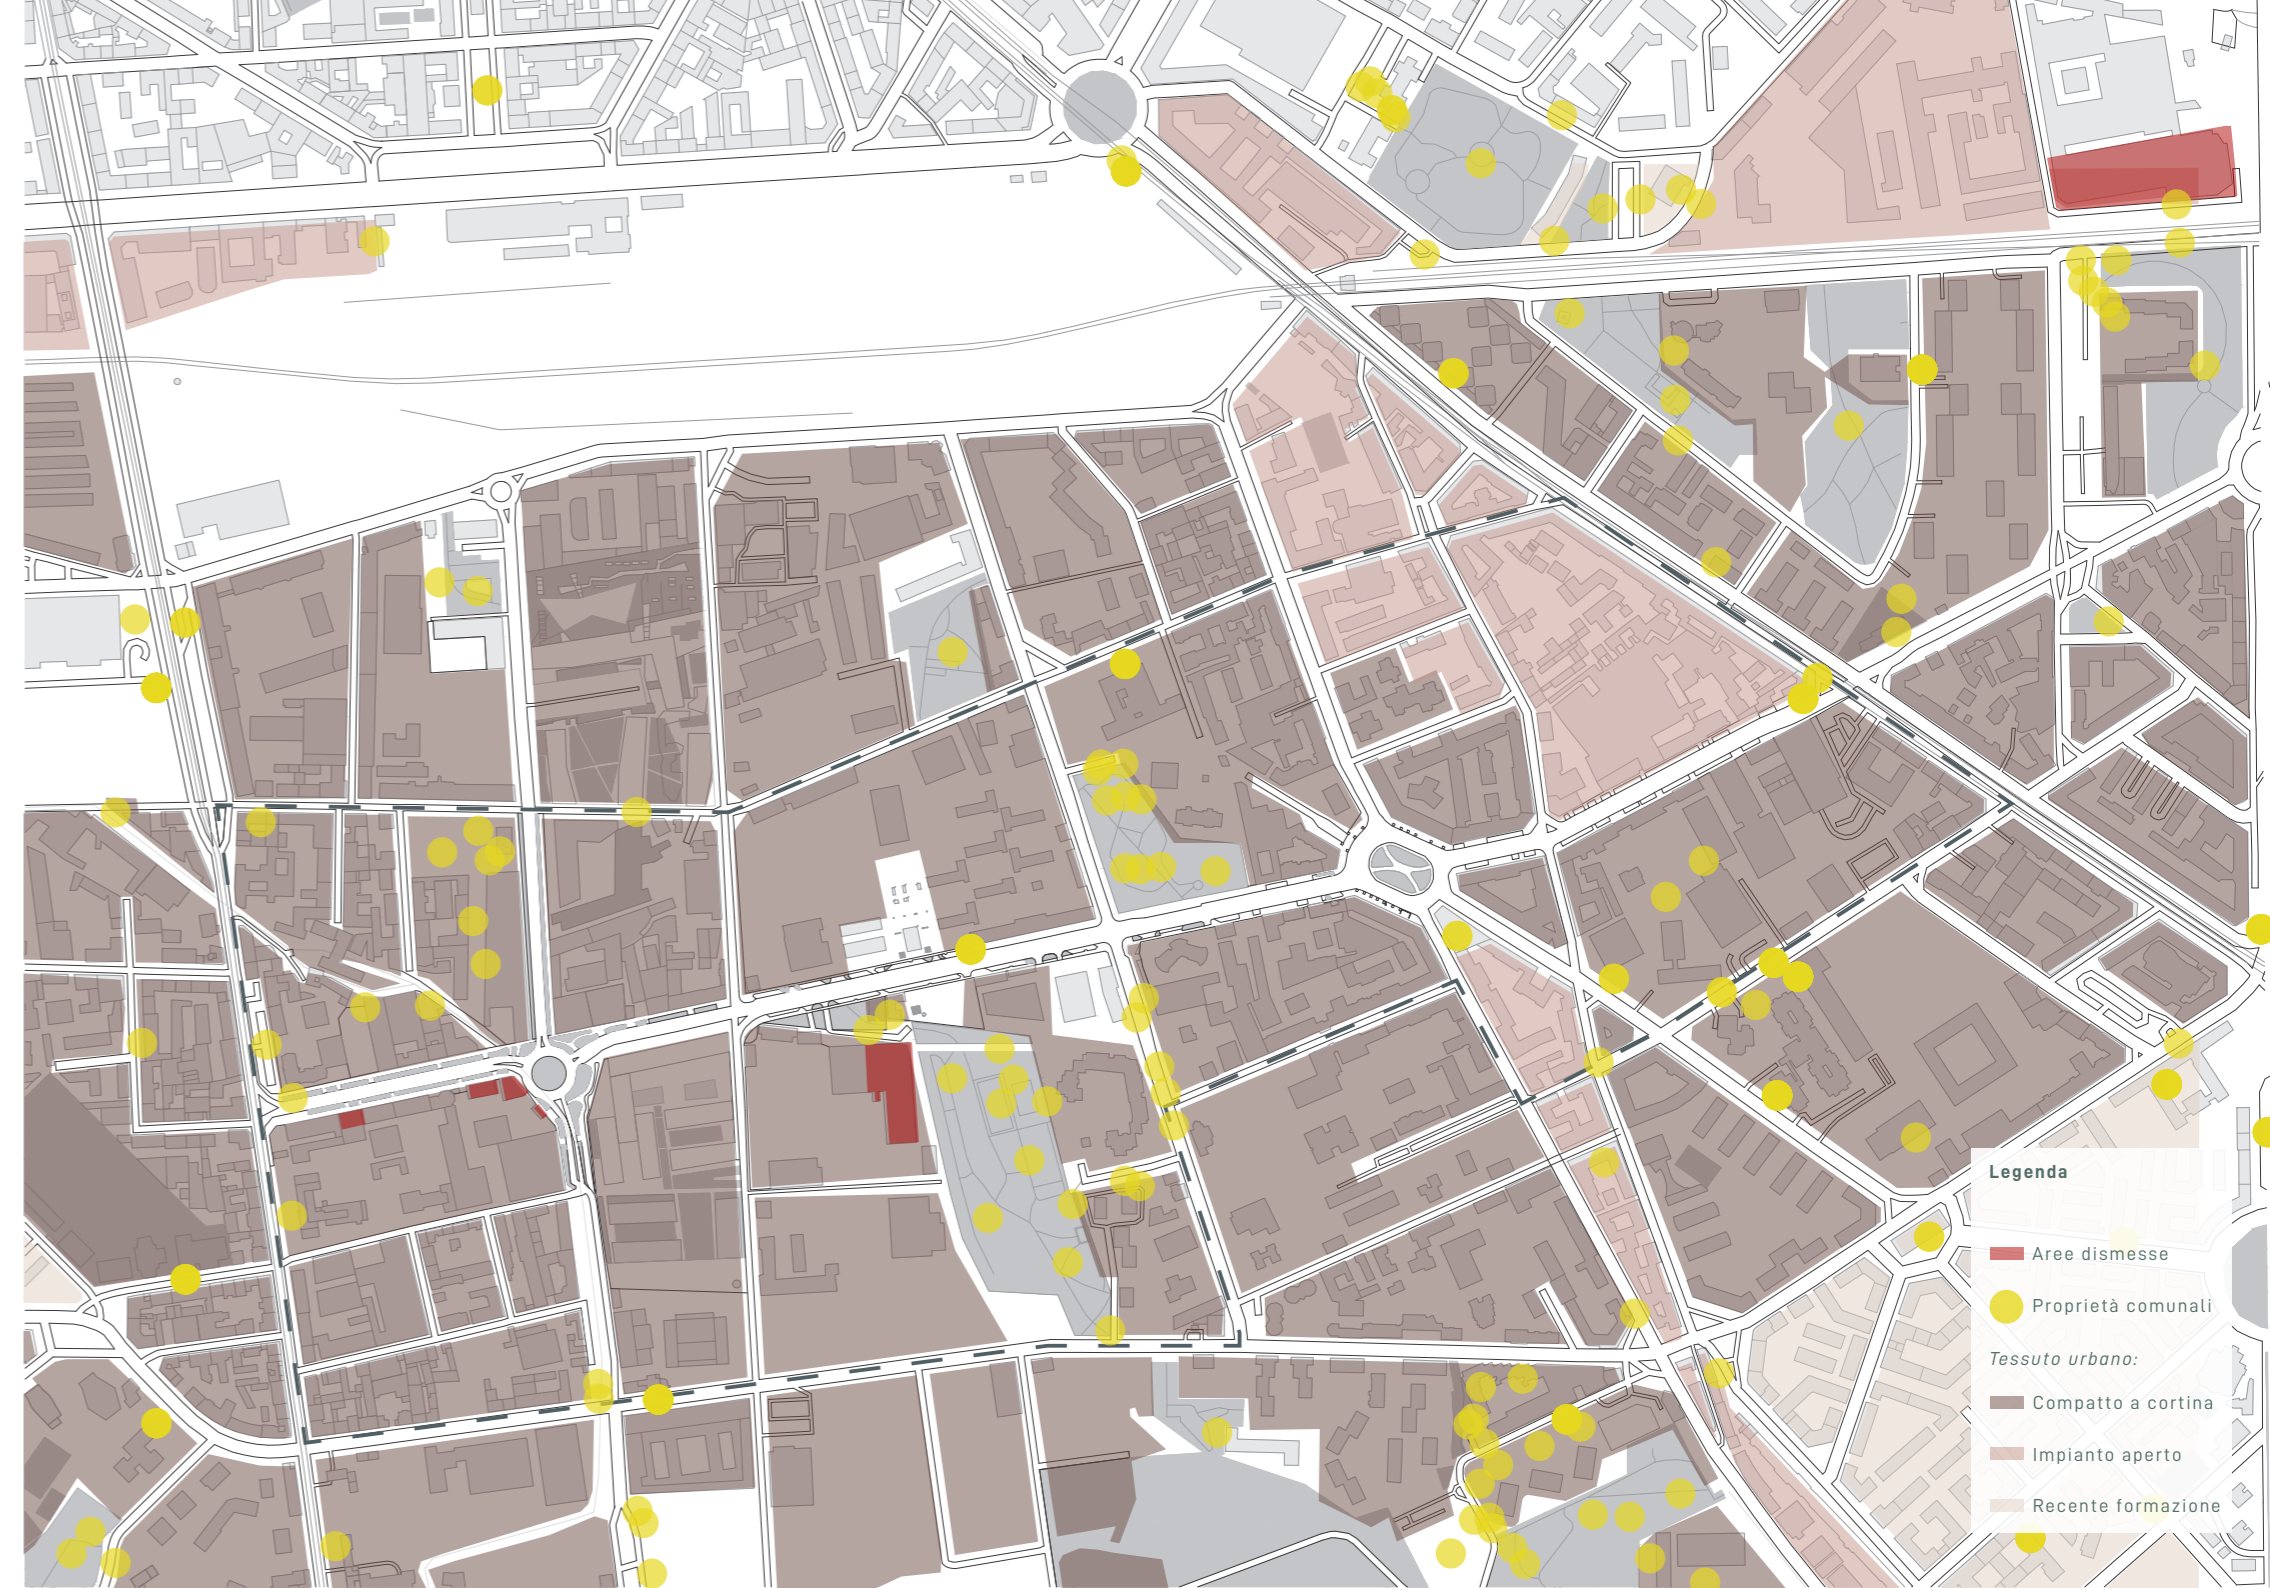 Legenda
Aree dismesse
Proprietà comunali
Tessuto urbano:
Compatto a cortina
Impianto aperto
Recente formazione